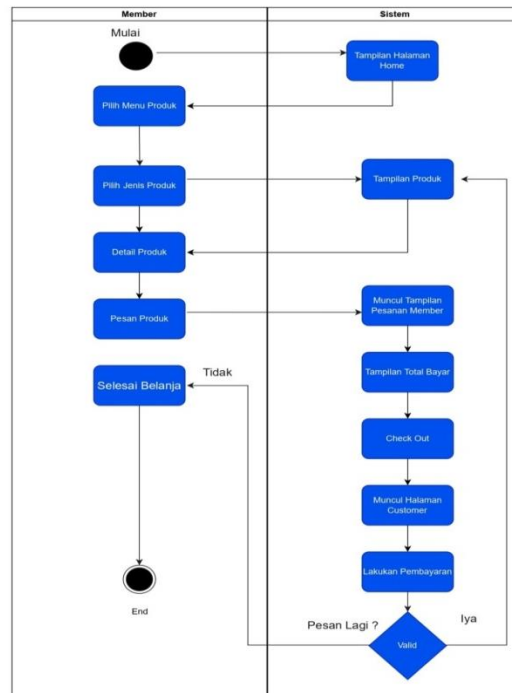 Member
Sistem
Mulai
Tampilan Halaman
Home
Pilih Menu Produk
Pilih Jenis Produk
Tampilan Produk
Detail Produk
Pesan Produk
Muncul Tampilan
Pesanan Member
Selesai Belanja
Tidak
Tampilan Total Bayar
Check Out
Muncul Halaman
Customer
Lakukan Pembayaran
End
Pesan Lagi ?
Iya
Valid